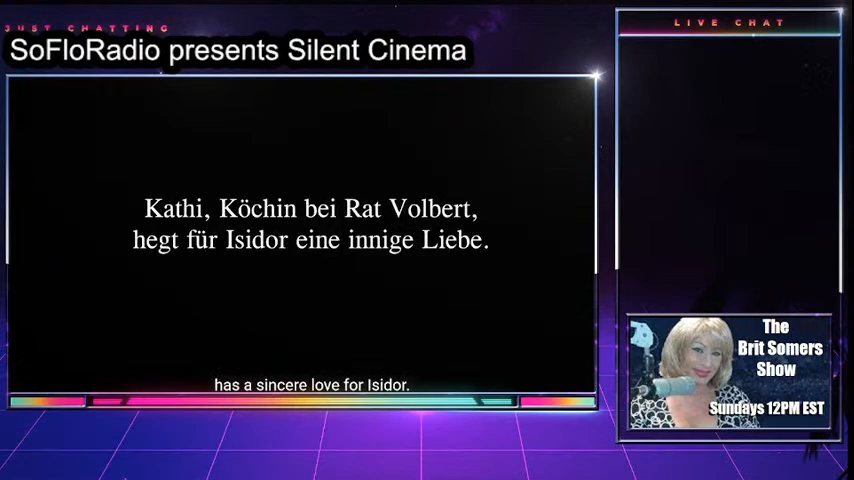 JUST CHATTING
SoFloRadio presents Silent Cinema
LIVE CHAT
Kathi, Köchin bei Rat Volbert,
hegt für Isidor eine innige Liebe.
has a sincere love for Isidor.
The
Brit Somers
Show
Sundays 12PM EST